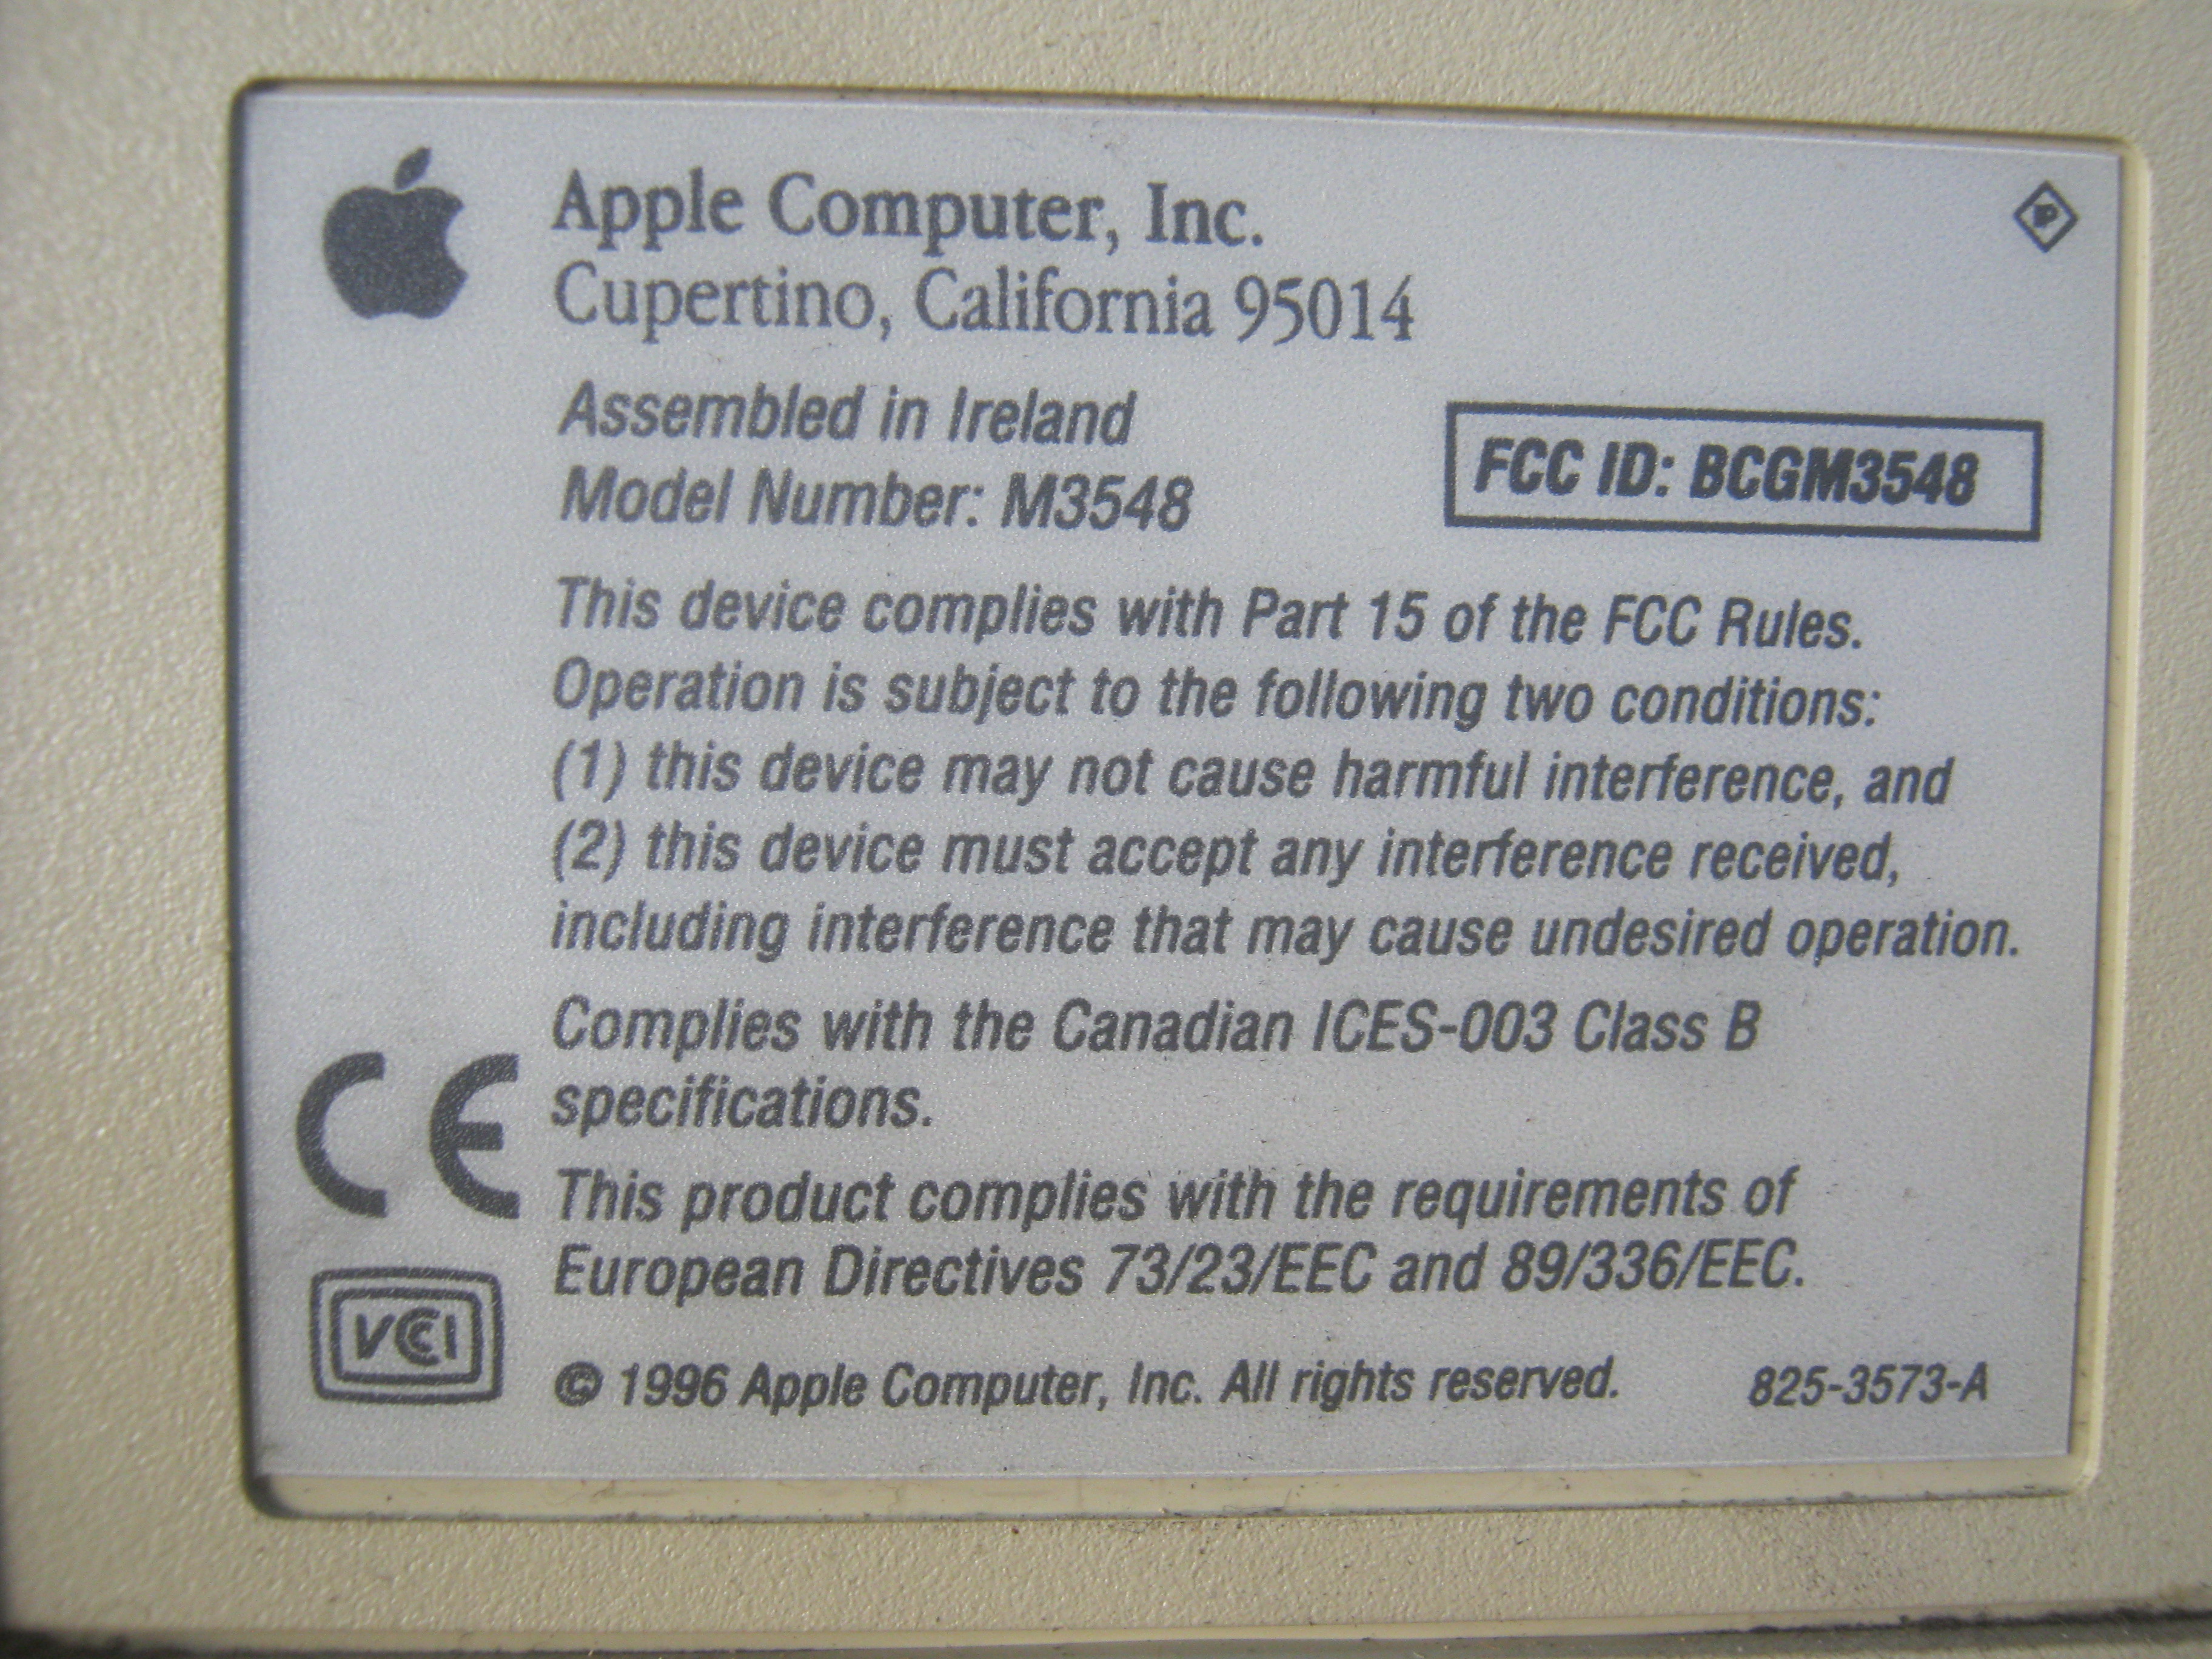 Apple Computer, Inc.
Cupertino, California 95014
Assembled in Ireland
Model Number: M3548
FCC ID: BCGM3548
This device complies with Part 15 of the FCC Rules.
Operation is subject to the following two conditions:
(1) this device may not cause harmful interference, and
(2) this device must accept any interference received,
including interference that may cause undesired operation.
Complies with the Canadian ICES-003 Class B
specifications.
CE
This product complies with the requirements of
European Directives 73/23/EEC and 89/336/EEC.
VCCI
© 1996 Apple Computer, Inc. All rights reserved.
825-3573-A